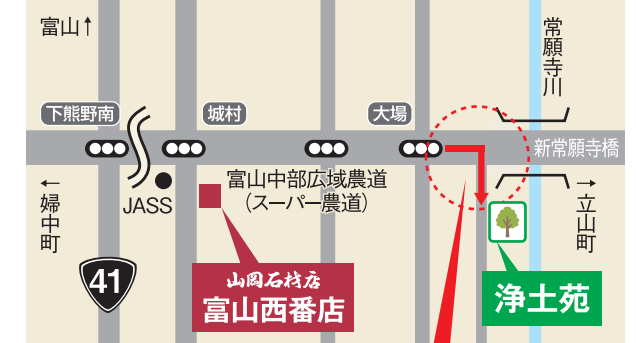 富山↑
常願寺川
下熊野南
城村
大場
新常願寺橋
富山中部広域農道
（スーパー農道）
←婦中町
JASS
→立山町
41
山岡石材店
富山西番店
浄土苑